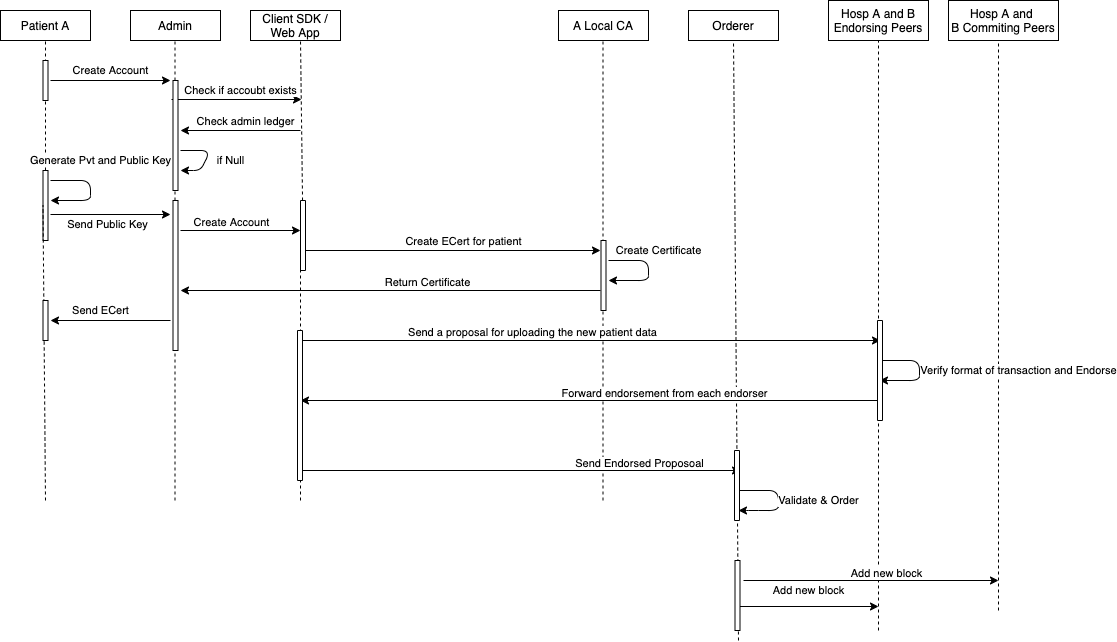 Patient A
Admin
Client SDK /
Web App
A Local CA
Orderer
Hosp A and B
Endorsing Peers
Hosp A and
B Commiting Peers
Create Account
Check if accoubt exists
Check admin ledger
Generate Pvt and Public Key
if Null
Send Public Key
Create Account
Create ECert for patient
Create Certificate
Return Certificate
Send ECert
Send a proposal for uploading the new patient data
Verify format of transaction and Endorse
Forward endorsement from each endorser
Send Endorsed Proposoal
Validate & Order
Add new block
Add new block